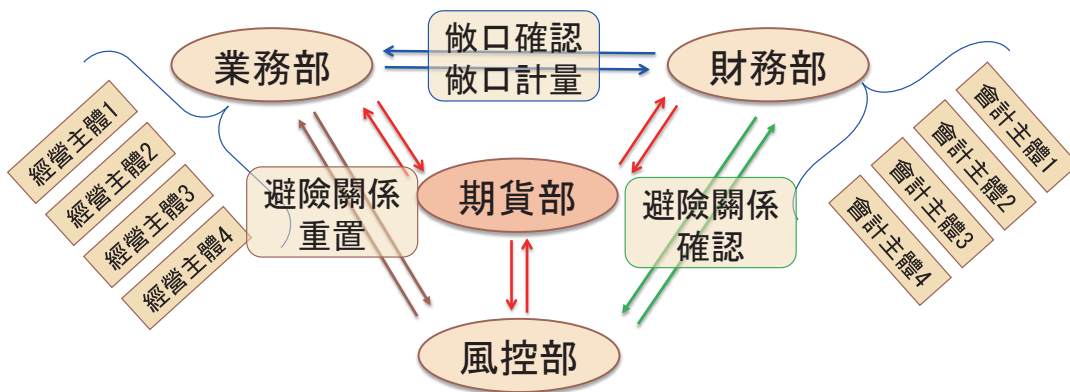 業務部
敞口確認
敞口計量
財務部
經營主體1
經營主體2
經營主體3
經營主體4
避險關係
重置
期貨部
避險關係
確認
會計主體1
會計主體2
會計主體3
會計主體4
風控部